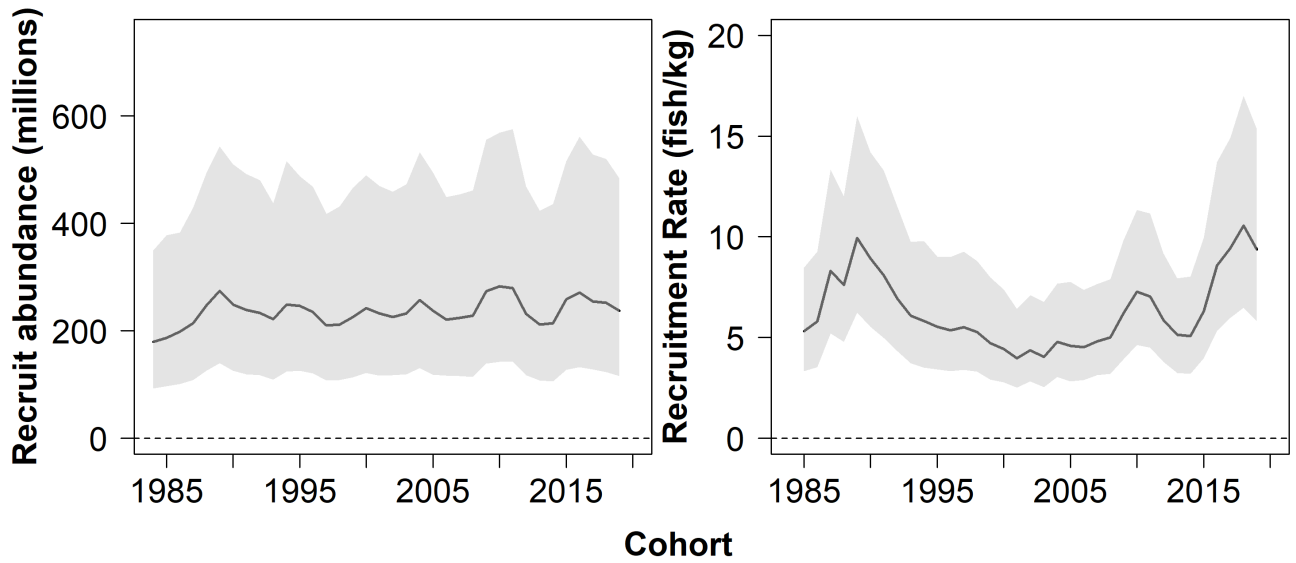 Recruit abundance (millions)
600
400
200
0
1985 1995 2005 2015
Recruitment Rate (fish/kg)
20
15
10
5
0
1985 1995 2005 2015
Cohort